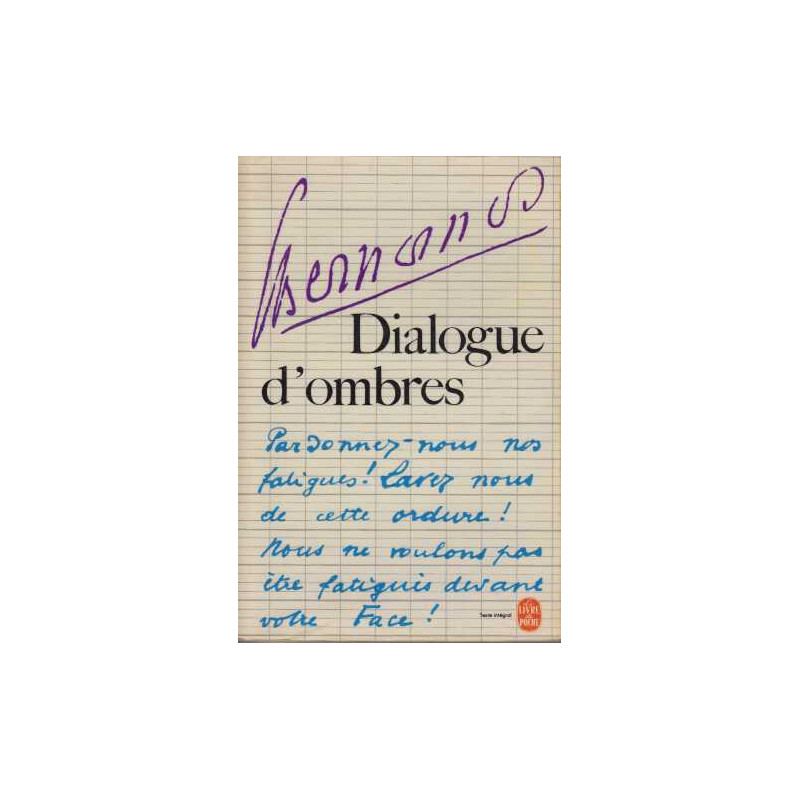 Bernanos
Dialogue
d'ombres
Pardonnez-nous nos
fatigues! Lavez nous
de cette ordure!
Nous ne voulons pas
être fatigués devant
votre Face!
Texte intégral
LE LIVRE
DE
POCHE